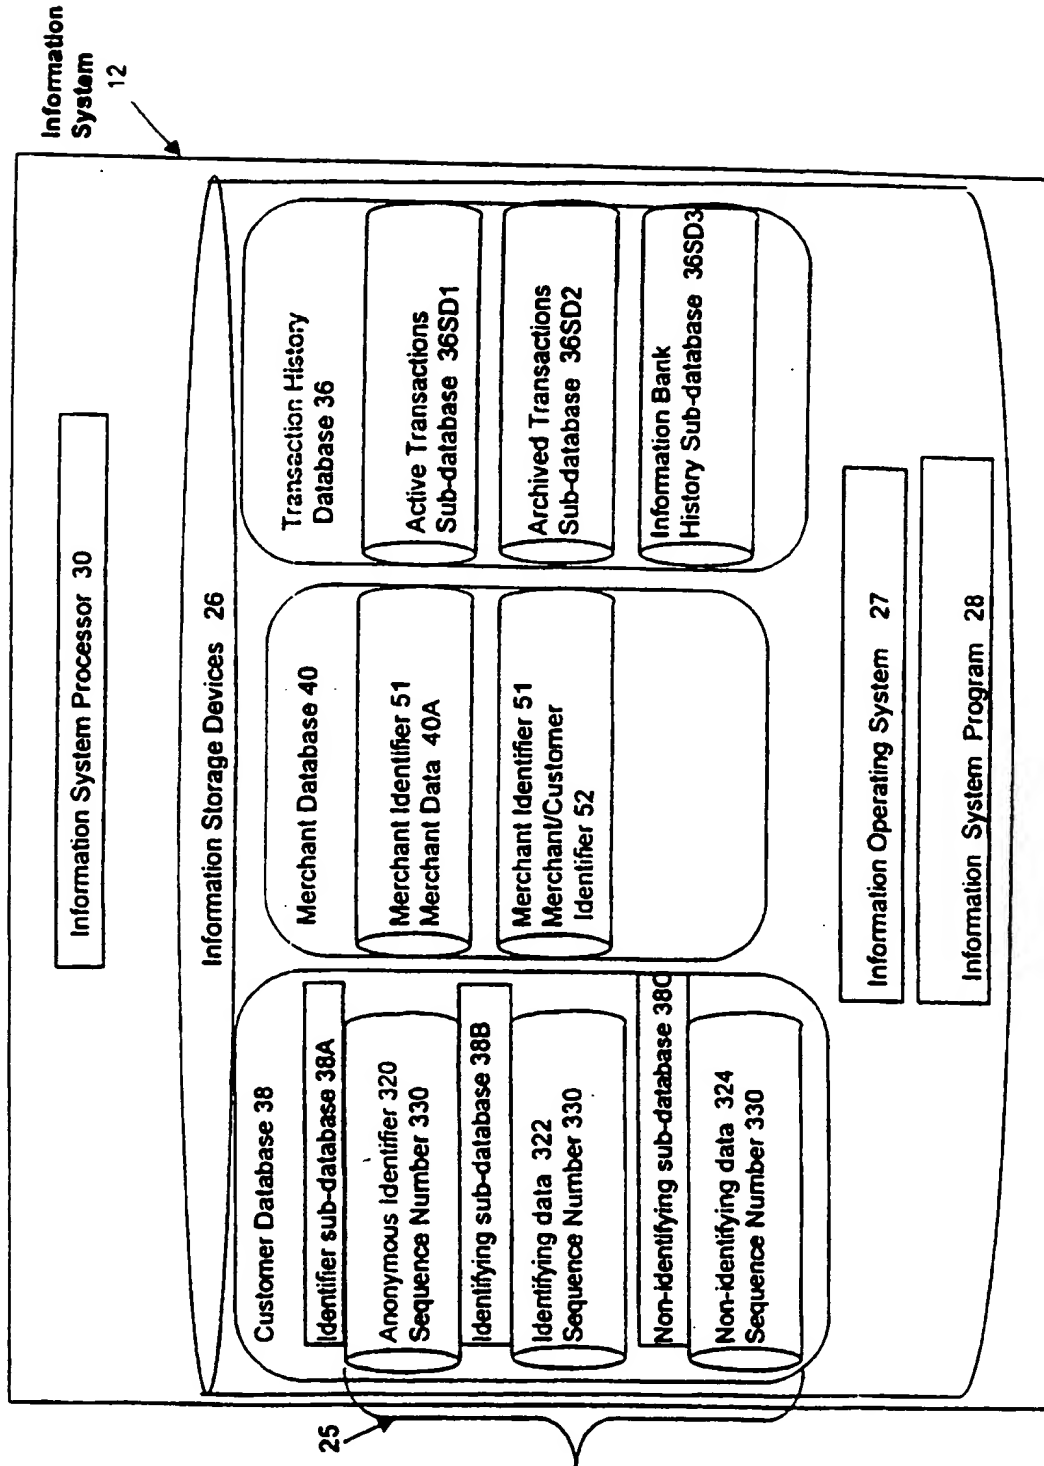 Information
System
12
Information System Processor 30
Information Storage Devices 26
Customer Database 38
Identifier sub-database 38A
Anonymous Identifier 320
Sequence Number 330
Identifying sub-database 38B
Identifying data 322
Sequence Number 330
Non-identifying sub-database 38C
Non-identifying data 324
Sequence Number 330
25
Merchant Database 40
Merchant Identifier 51
Merchant Data 40A
Merchant Identifier 51
Merchant/Customer
Identifier 52
Transaction History
Database 36
Active Transactions
Sub-database 36SD1
Archived Transactions
Sub-database 36SD2
Information Bank
History Sub-database 36SD3
Information Operating System 27
Information System Program 28